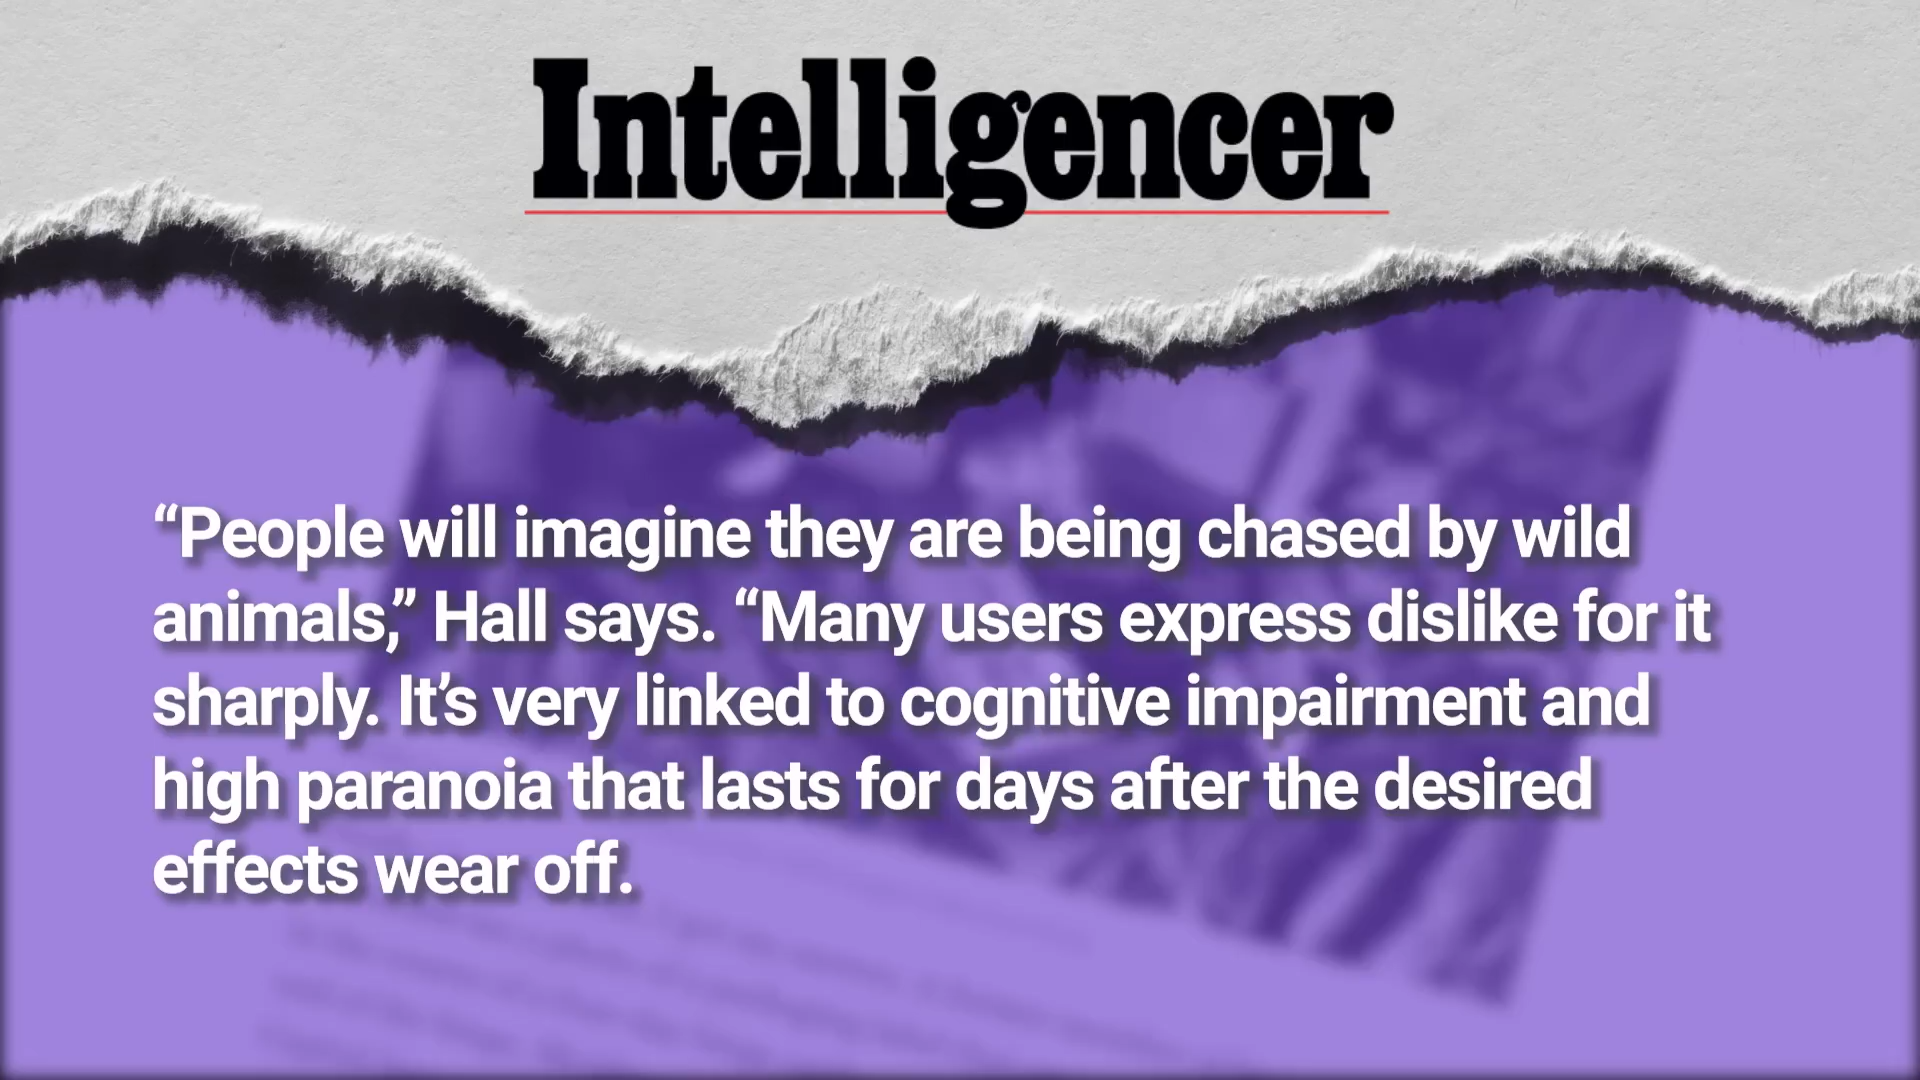 Intelligencer
“People will imagine they are being chased by wild
animals,” Hall says. “Many users express dislike for it
sharply. It’s very linked to cognitive impairment and
high paranoia that lasts for days after the desired
effects wear off.